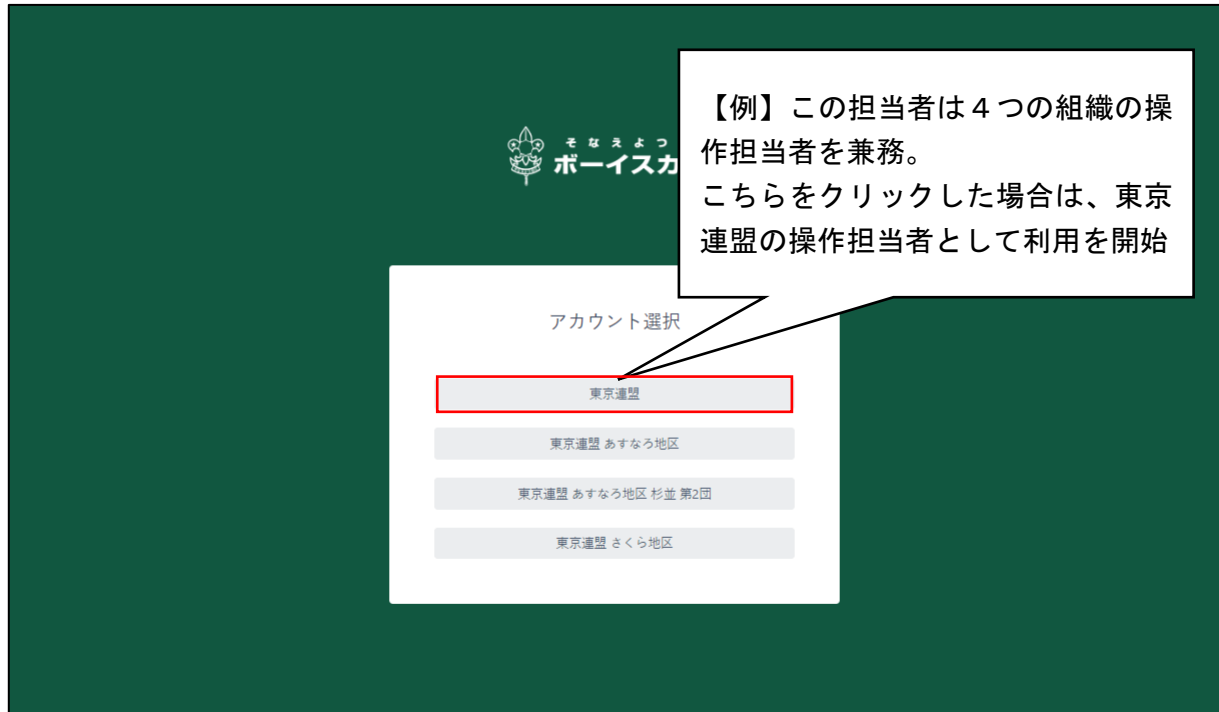 【例】この担当者は４つの組織の操
作担当者を兼務。
こちらをクリックした場合は、東京
連盟の操作担当者として利用を開始
そなえよつ
ボーイスカ
アカウント選択
東京連盟
東京連盟 あすなろ地区
東京連盟 あすなろ地区 杉並 第2団
東京連盟 さくら地区